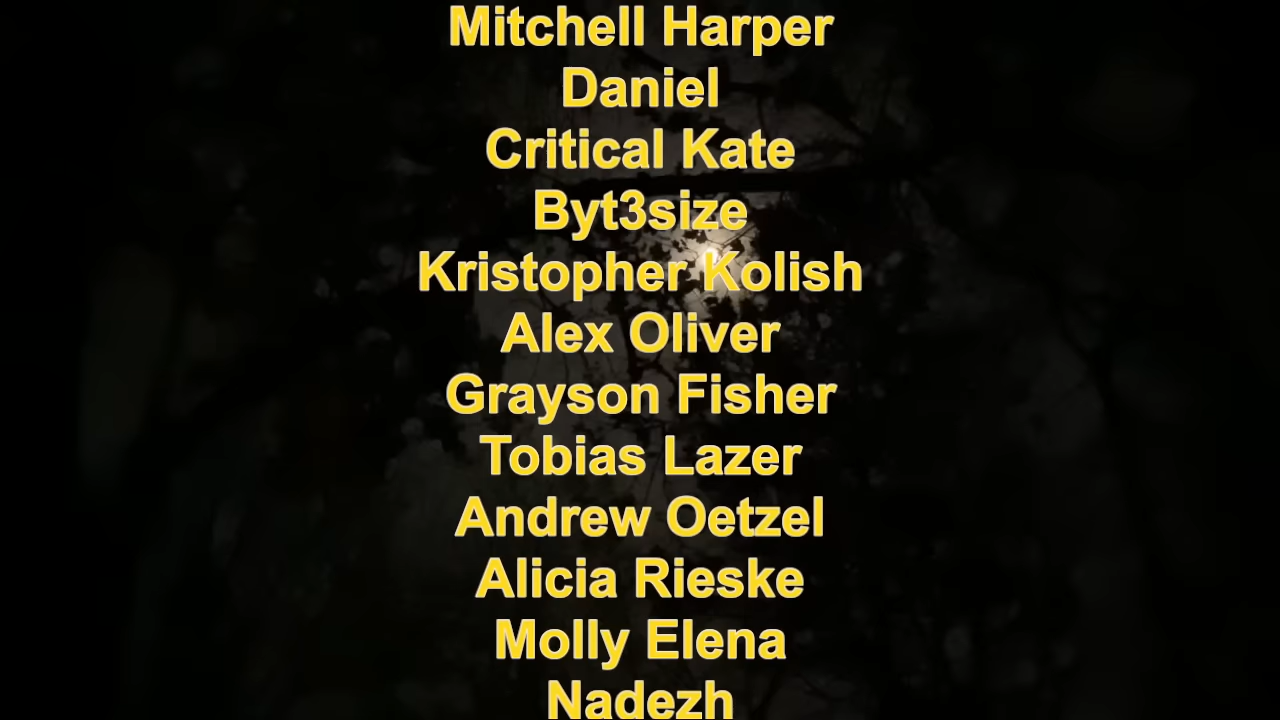 Mitchell Harper
Daniel
Critical Kate
Byt3size
Kristopher Kolish
Alex Oliver
Grayson Fisher
Tobias Lazer
Andrew Oetzel
Alicia Rieske
Molly Elena
Nadezh